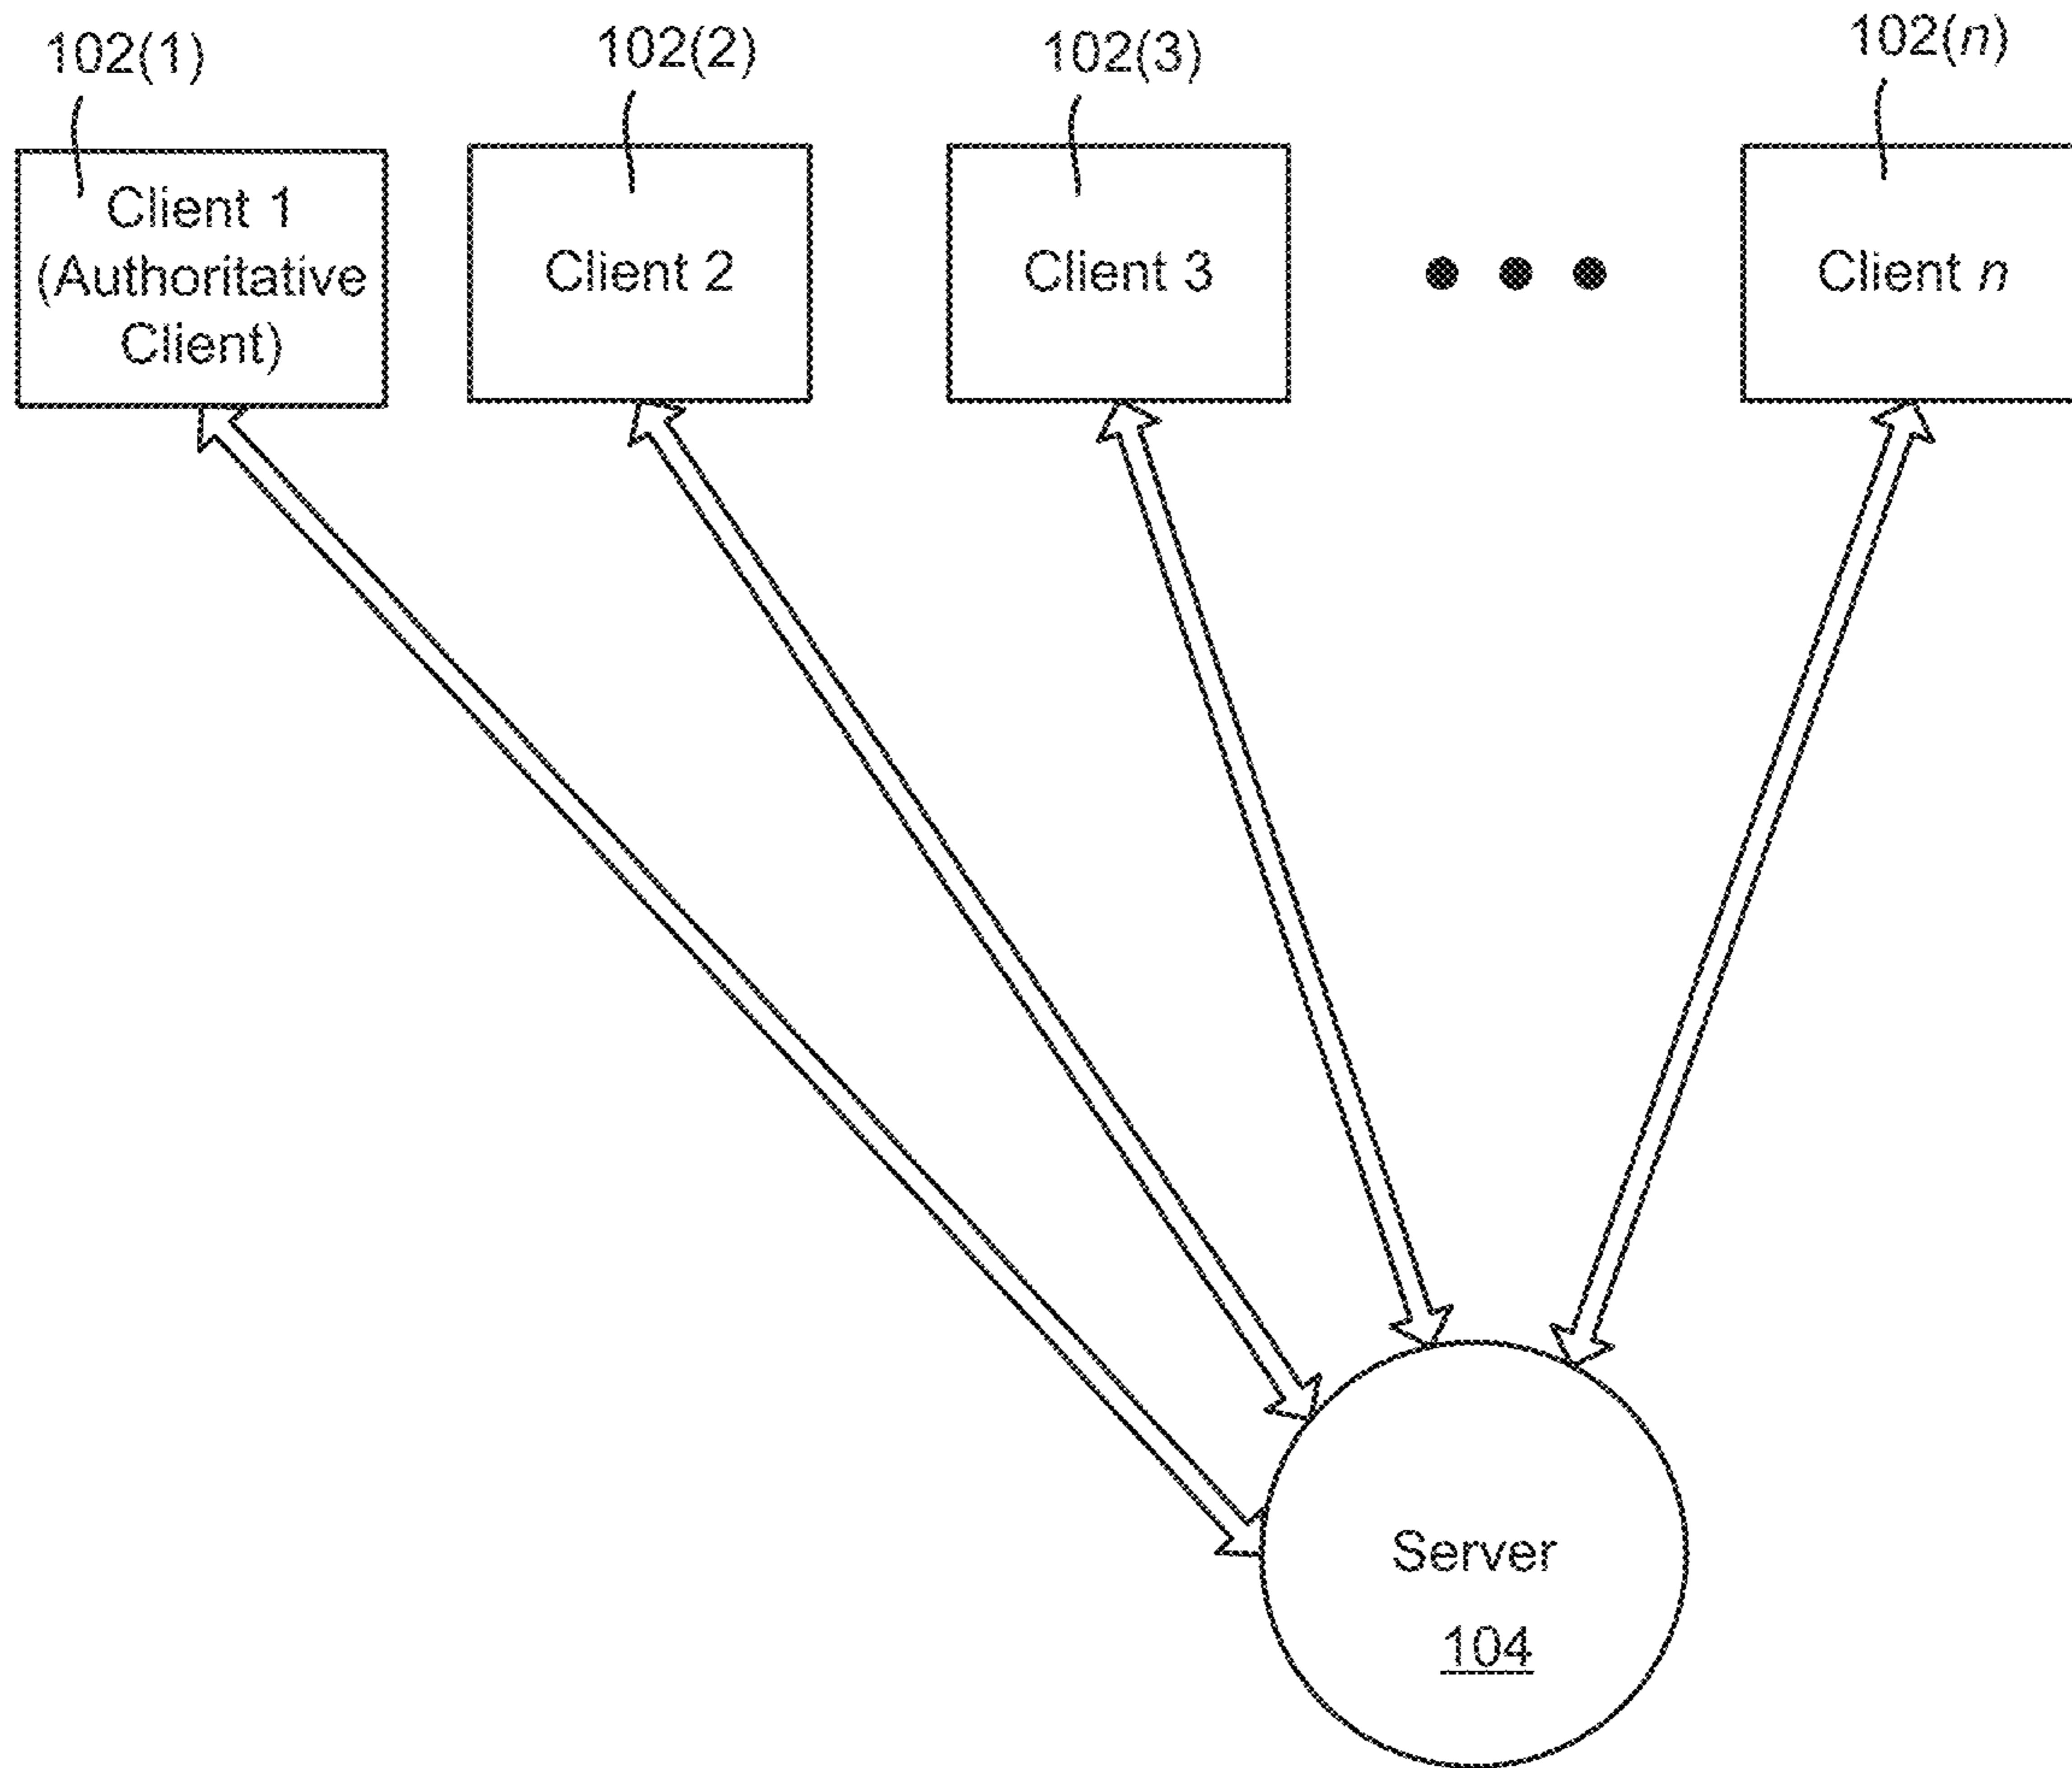 102(1)
102(2)
102(3)
102(n)
Client 1
(Authoritative
Client)
Client 2
Client 3
Client n
Server
104